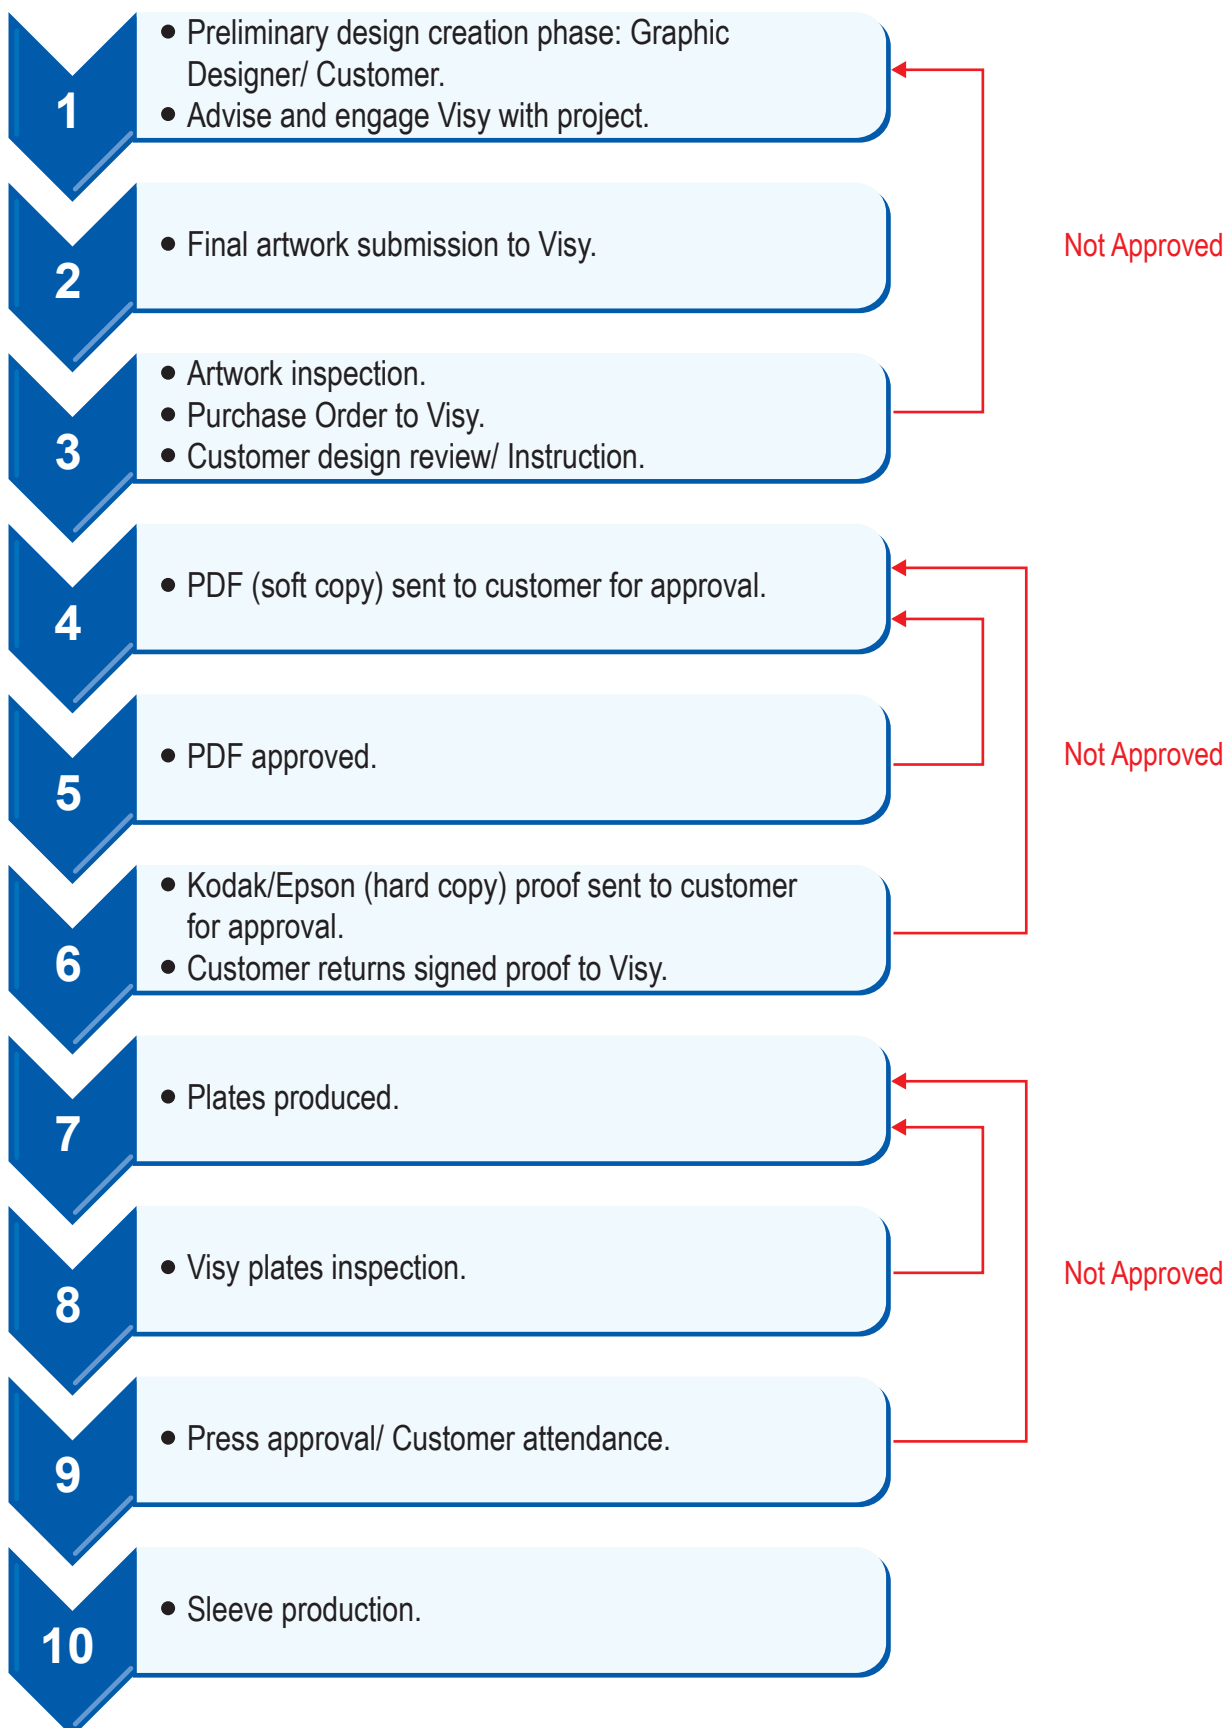 1
• Preliminary design creation phase: Graphic
Designer/ Customer.
• Advise and engage Visy with project.
2
• Final artwork submission to Visy.
Not Approved
3
• Artwork inspection.
• Purchase Order to Visy.
• Customer design review/ Instruction.
4
• PDF (soft copy) sent to customer for approval.
5
• PDF approved.
Not Approved
6
• Kodak/Epson (hard copy) proof sent to customer
for approval.
• Customer returns signed proof to Visy.
7
• Plates produced.
8
• Visy plates inspection.
Not Approved
9
• Press approval/ Customer attendance.
10
• Sleeve production.